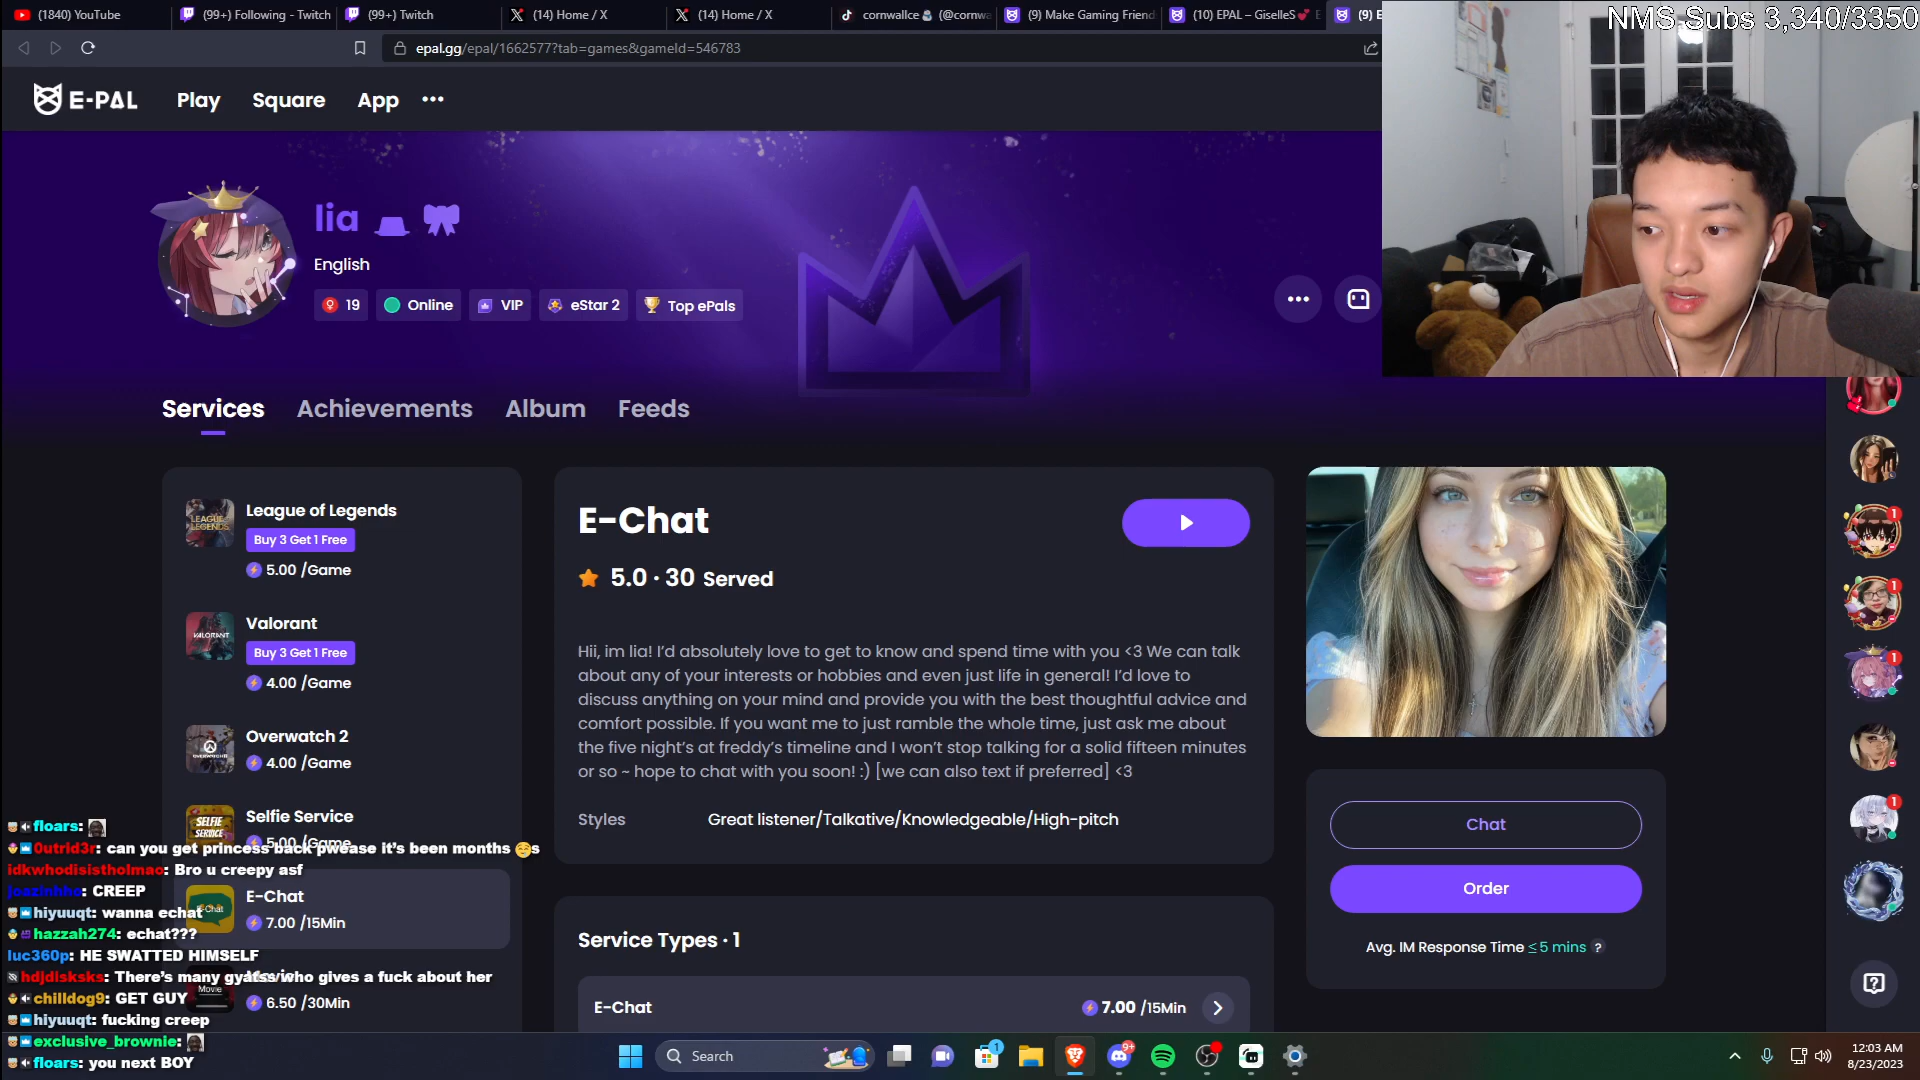 (1840) YouTube
(99+) Following - Twitch
(99+) Twitch
(14) Home / X
(14) Home / X
cornwallce (@cornwa
(9) Make Gaming Friend
(10) EPAL – GiselleS
(9) E
NMS Subs 3,340/3350
epal.gg/epal/1662577?tab=games&gameId=546783
E-PAL
Play
Square
App
lia
English
19
Online
VIP
eStar 2
Top ePals
Services
Achievements
Album
Feeds
League of Legends
Buy 3 Get 1 Free
5.00 /Game
Valorant
Buy 3 Get 1 Free
4.00 /Game
Overwatch 2
4.00 /Game
Selfie Service
5.00 /Game
E-Chat
7.00 /15Min
Movie
6.50 /30Min
E-Chat
5.0 · 30 Served
Hii, im lia! I'd absolutely love to get to know and spend time with you <3 We can talk
about any of your interests or hobbies and even just life in general! I'd love to
discuss anything on your mind and provide you with the best thoughtful advice and
comfort possible. If you want me to just ramble the whole time, just ask me about
the five night's at freddy's timeline and I won't stop talking for a solid fifteen minutes
or so ~ hope to chat with you soon! :) [we can also text if preferred] <3
Styles
Great listener/Talkative/Knowledgeable/High-pitch
Service Types · 1
E-Chat
7.00 /15Min
Chat
Order
Avg. IM Response Time ≤5 mins ?
floars:
0utrld3r: can you get princess back pwease it's been months s
idkwhodisistholmao: Bro u creepy asf
joazinhho: CREEP
hiyuuqt: wanna echat
hazzah274: echat???
luc360p: HE SWATTED HIMSELF
hdjdlsksks: There's many gyatss who gives a fuck about her
chilldog9: GET GUY
hiyuuqt: fucking creep
exclusive_brownie:
floars: you next BOY
Search
12:03 AM
8/23/2023